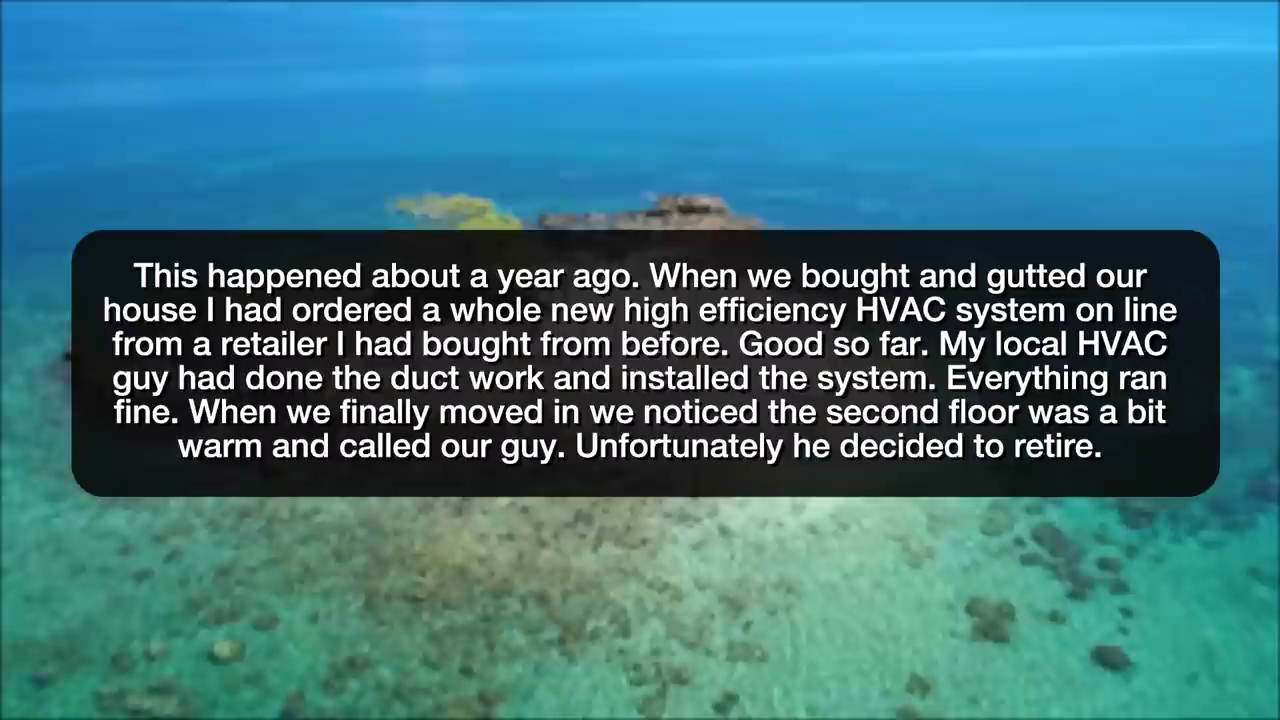 This happened about a year ago. When we bought and gutted our
house I had ordered a whole new high efficiency HVAC system on line
from a retailer I had bought from before. Good so far. My local HVAC
guy had done the duct work and installed the system. Everything ran
fine. When we finally moved in we noticed the second floor was a bit
warm and called our guy. Unfortunately he decided to retire.